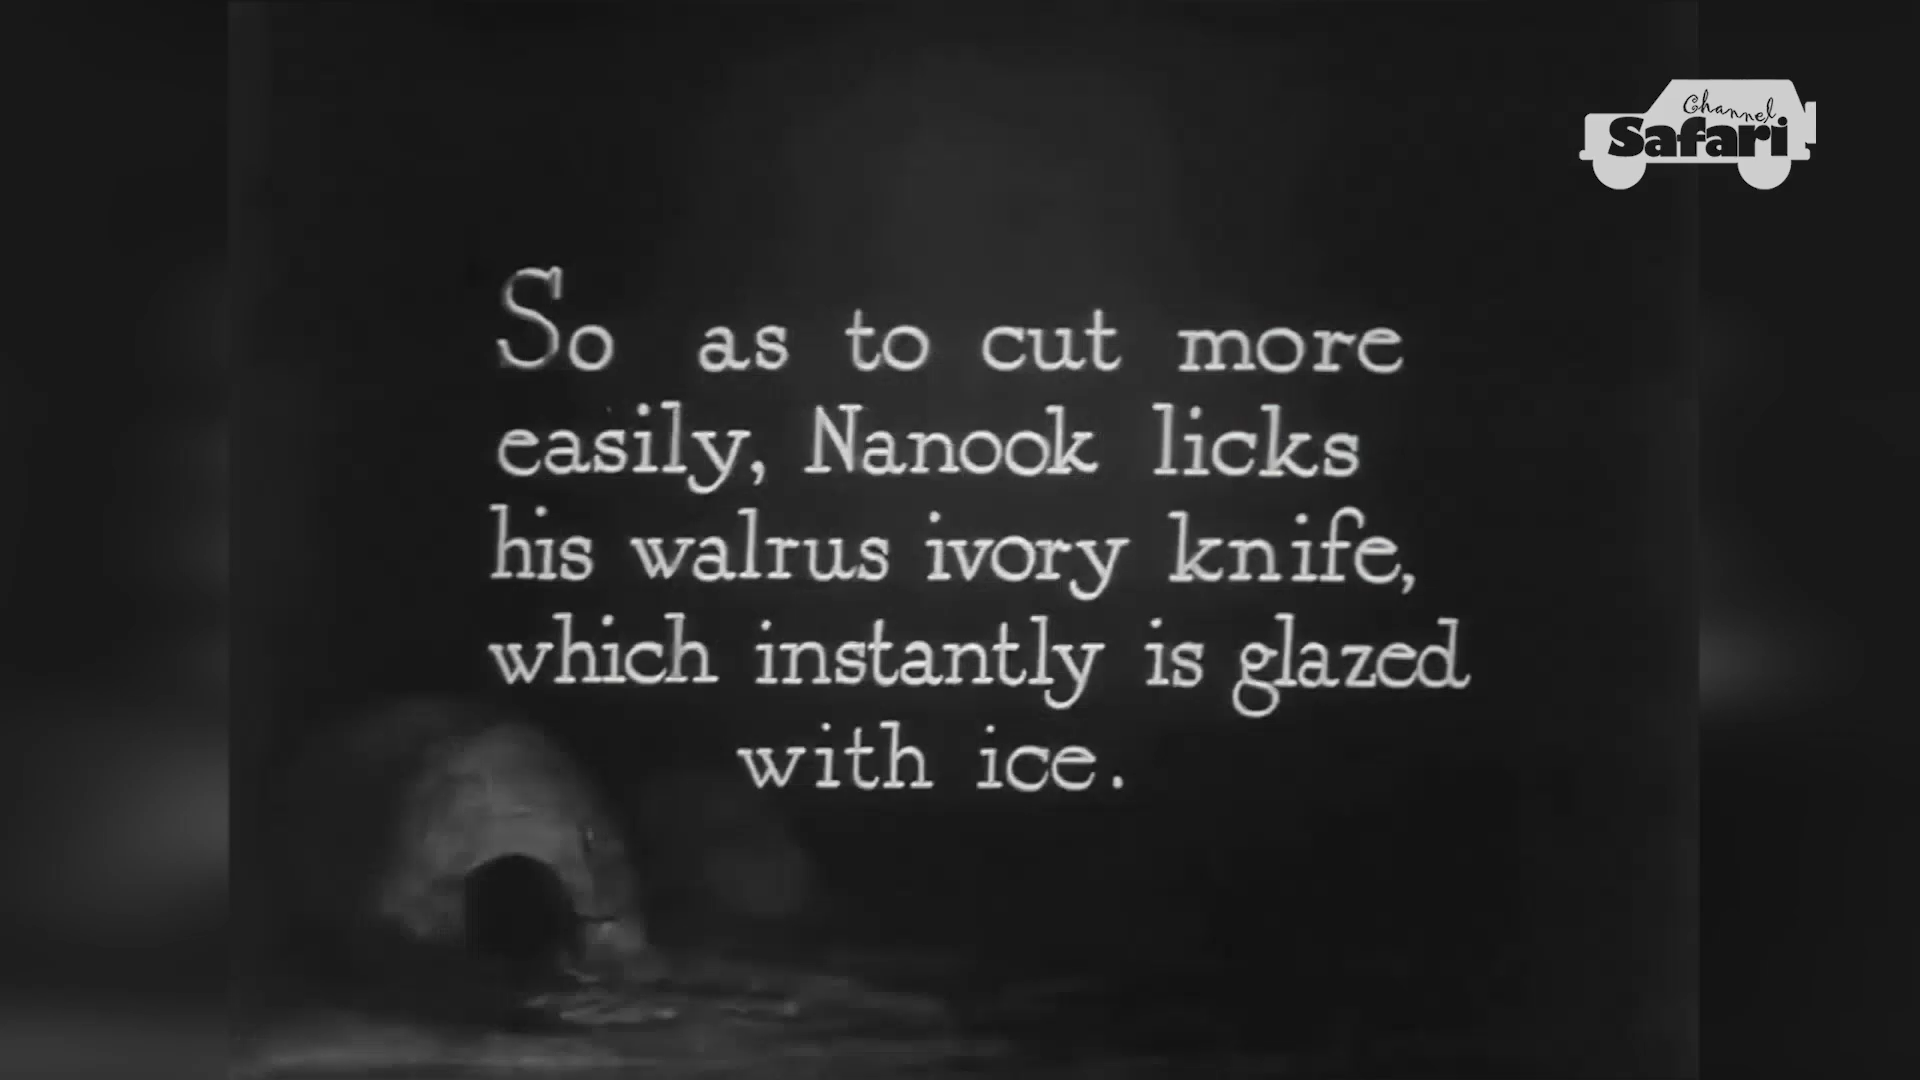 Channel
Safari
So as to cut more
easily, Nanook licks
his walrus ivory knife,
which instantly is glazed
with ice.